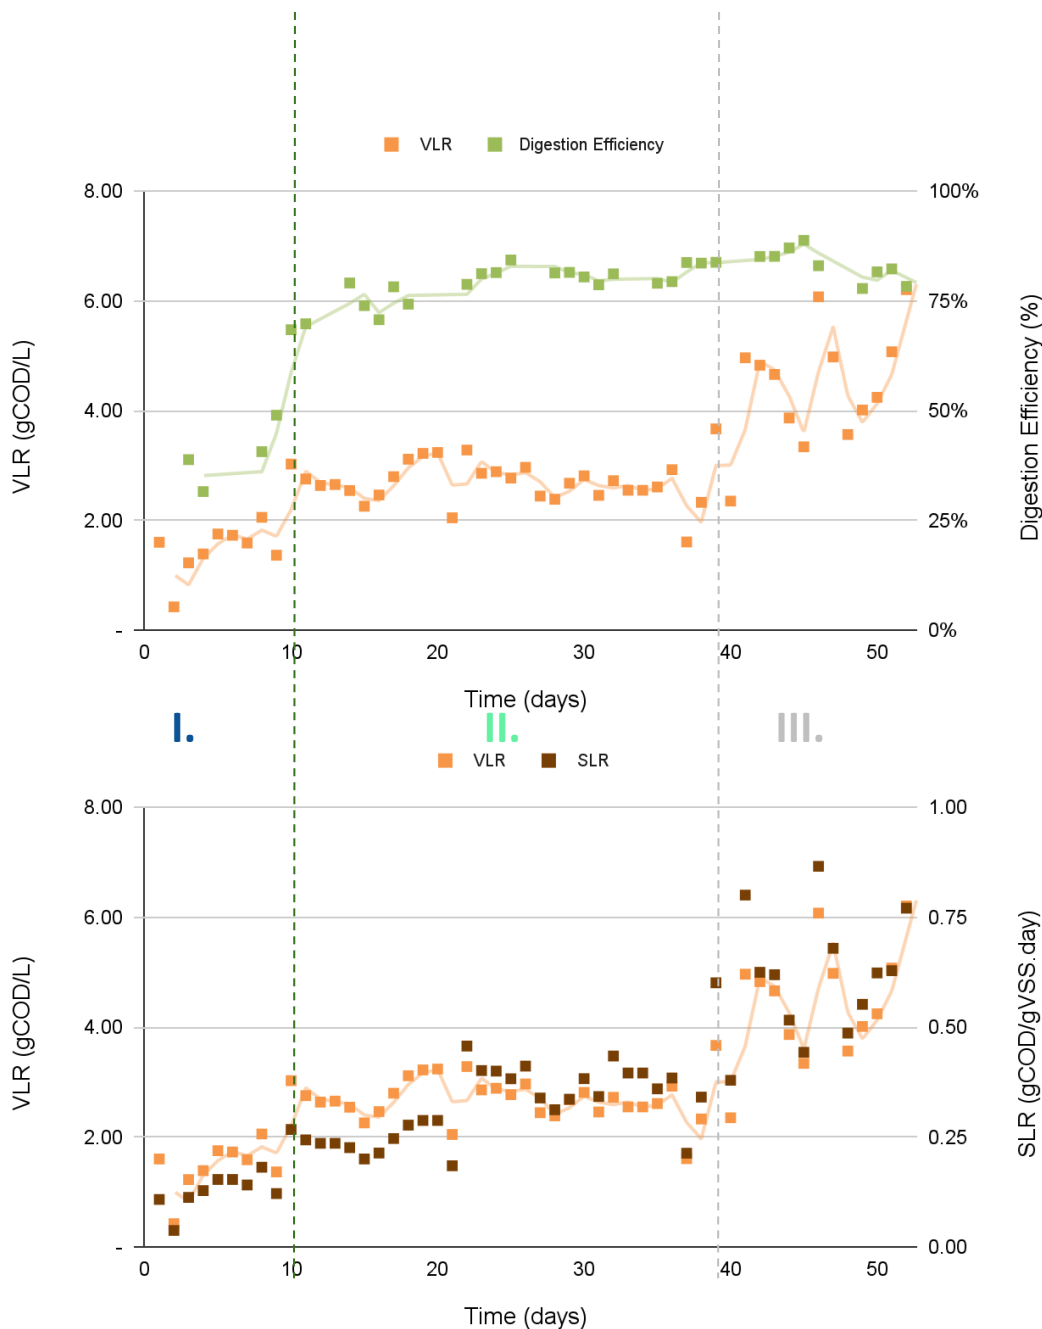 VLR Digestion Efficiency
8.00 100%
6.00 75%
4.00 50%
2.00 25%
- 0%
VLR (gCOD/L)
Digestion Efficiency (%)
0 10 20 30 40 50
Time (days)
I. II. III.
VLR SLR
8.00 1.00
6.00 0.75
4.00 0.50
2.00 0.25
- 0.00
VLR (gCOD/L)
SLR (gCOD/gVSS.day)
0 10 20 30 40 50
Time (days)